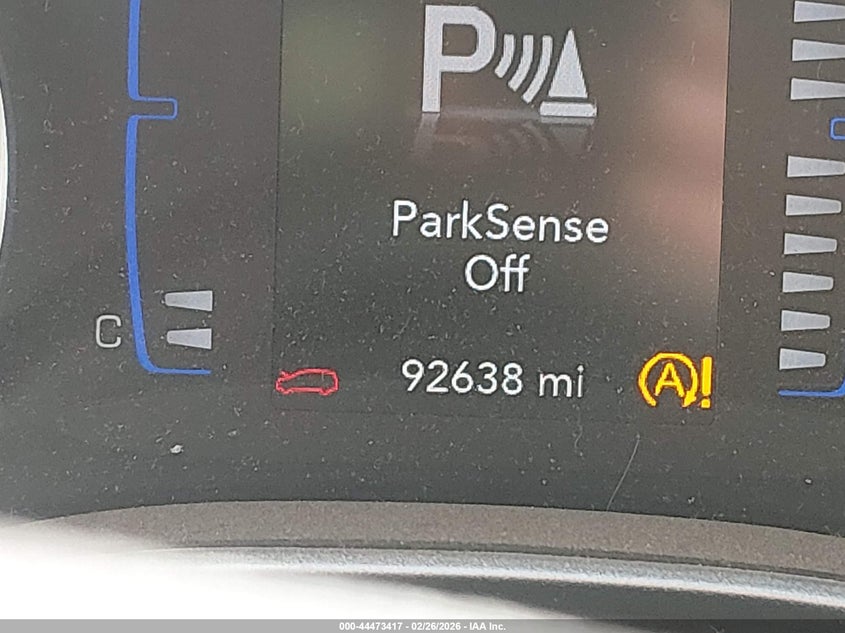 P
ParkSense
Off
C
92638 mi
A!
000-44473417 - 02/26/2026 - IAA Inc.